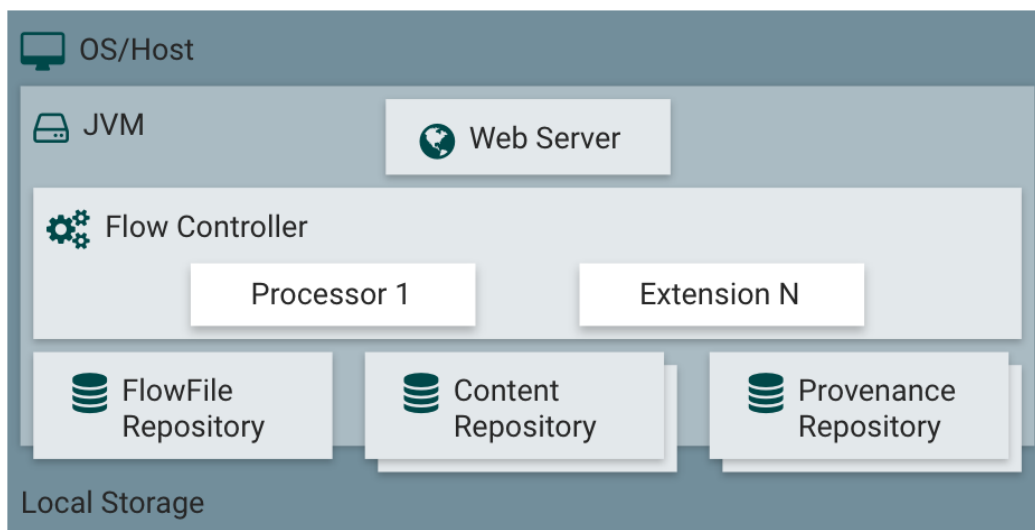 OS/Host
JVM
Web Server
Flow Controller
Processor 1
Extension N
FlowFile
Repository
Content
Repository
Provenance
Repository
Local Storage